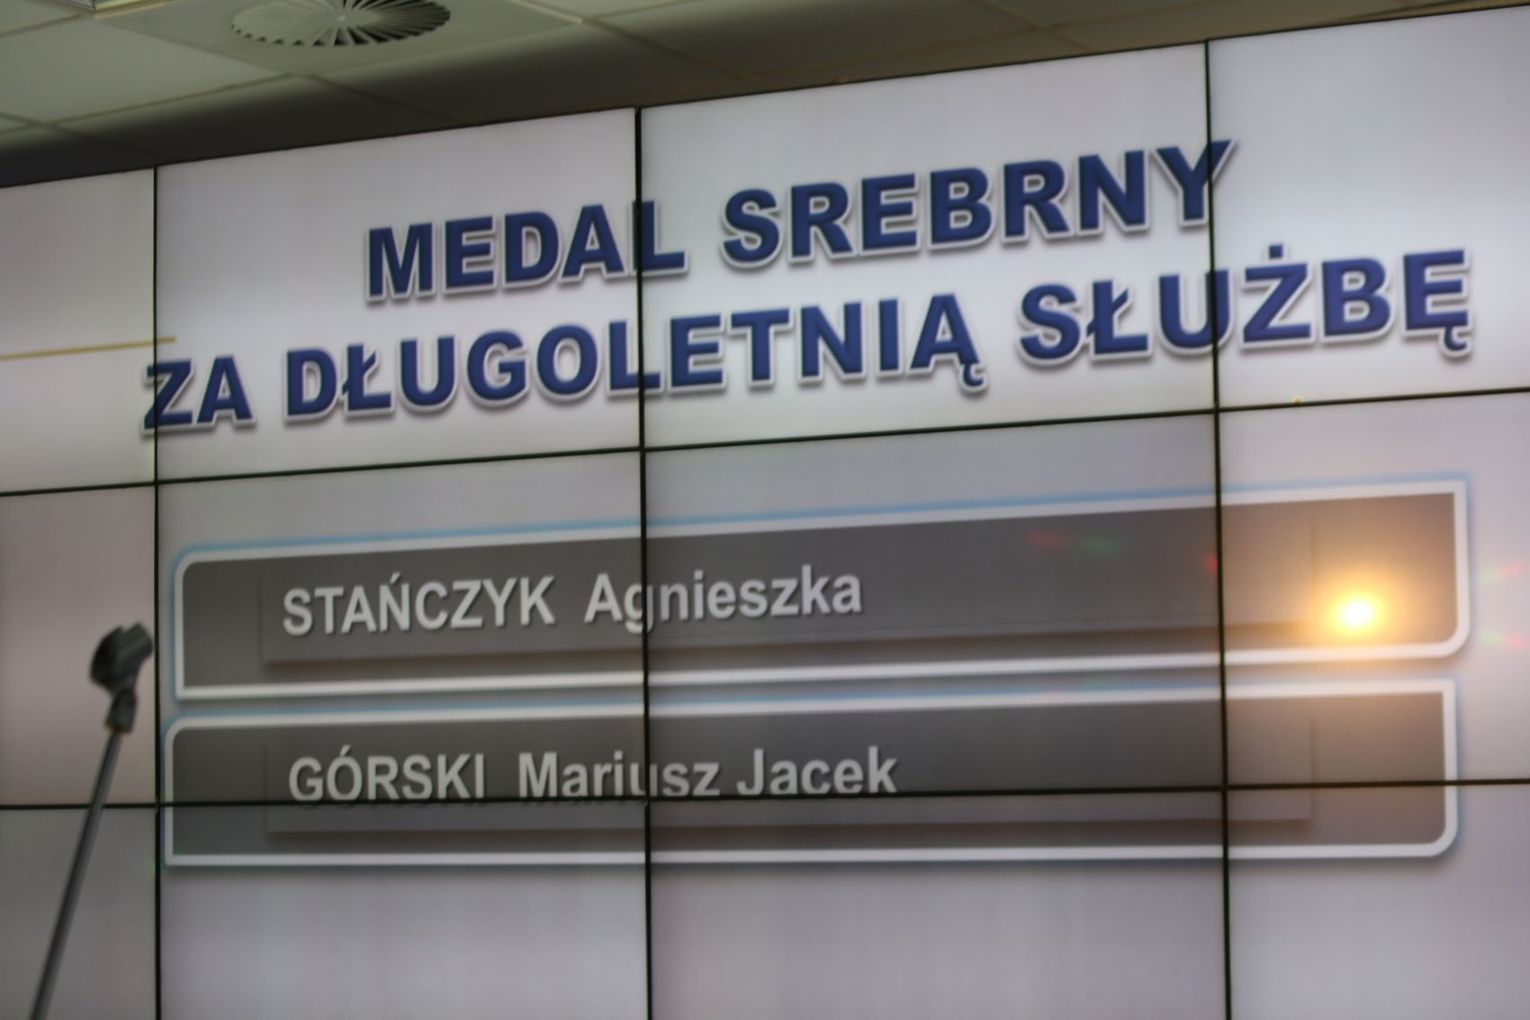 MEDAL SREBRNY
ZA DŁUGOLETNIĄ SŁUŻBĘ
STAŃCZYK Agnieszka
GÓRSKI Mariusz Jacek